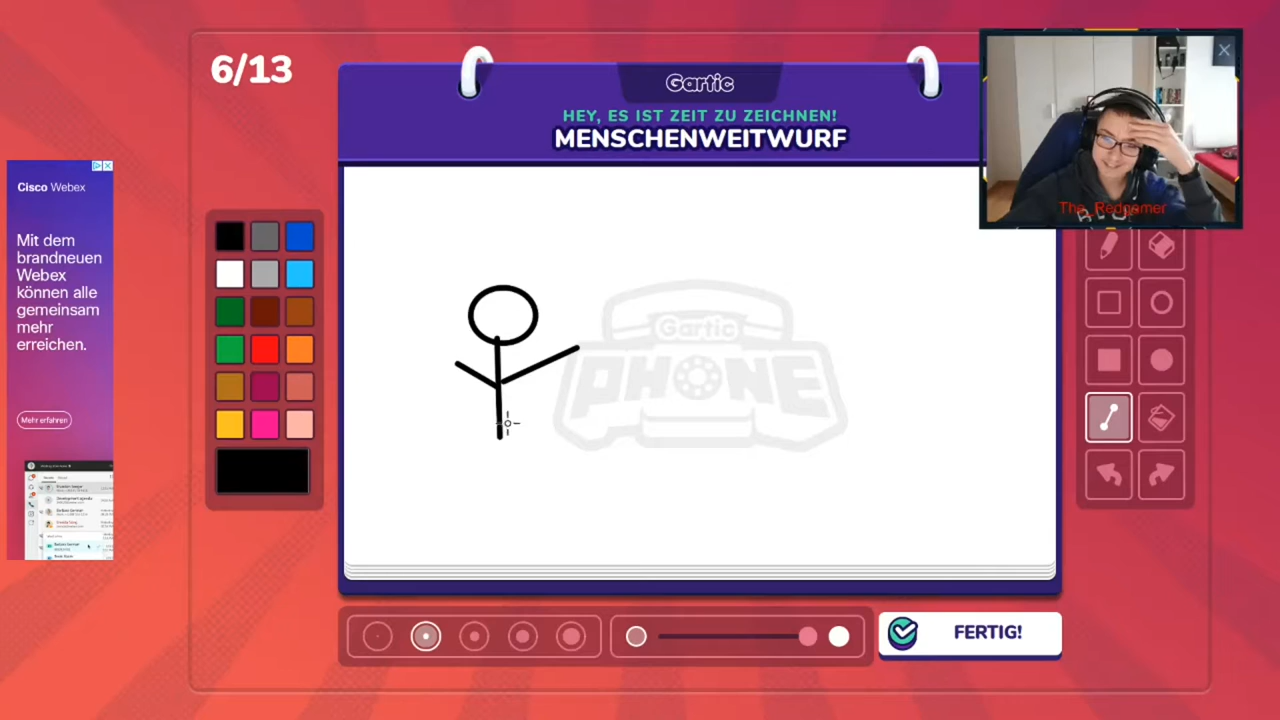 6/13
Gartic
HEY, ES IST ZEIT ZU ZEICHNEN!
MENSCHENWEITWURF
The_Redgamer
Cisco Webex
Mit dem
brandneuen
Webex
können alle
gemeinsam
mehr
erreichen.
Mehr erfahren
Gartic
PHONE
FERTIG!